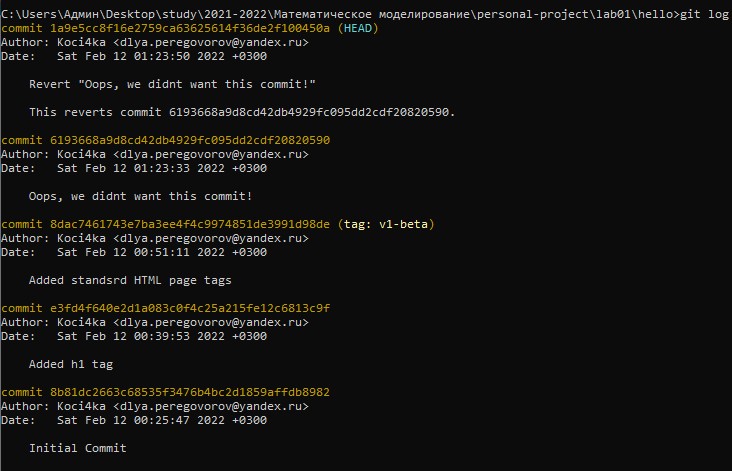 C:\Users\Админ\Desktop\study\2021-2022\Математическое моделирование\personal-project\lab01\hello>git log
commit 1a9e5cc8f16e2759ca63625614f36de2f100450a (HEAD)
Author: Koci4ka <dlya.peregovorov@yandex.ru>
Date:   Sat Feb 12 01:23:50 2022 +0300
    Revert "Oops, we didnt want this commit!"
    This reverts commit 6193668a9d8cd42db4929fc095dd2cdf20820590.
commit 6193668a9d8cd42db4929fc095dd2cdf20820590
Author: Koci4ka <dlya.peregovorov@yandex.ru>
Date:   Sat Feb 12 01:23:33 2022 +0300
    Oops, we didnt want this commit!
commit 8dac7461743e7ba3ee4f4c9974851de3991d98de (tag: v1-beta)
Author: Koci4ka <dlya.peregovorov@yandex.ru>
Date:   Sat Feb 12 00:51:11 2022 +0300
    Added standsrd HTML page tags
commit e3fd4f640e2d1a083c0f4c25a215fe12c6813c9f
Author: Koci4ka <dlya.peregovorov@yandex.ru>
Date:   Sat Feb 12 00:39:53 2022 +0300
    Added h1 tag
commit 8b81dc2663c68535f3476b4bc2d1859affdb8982
Author: Koci4ka <dlya.peregovorov@yandex.ru>
Date:   Sat Feb 12 00:25:47 2022 +0300
    Initial Commit